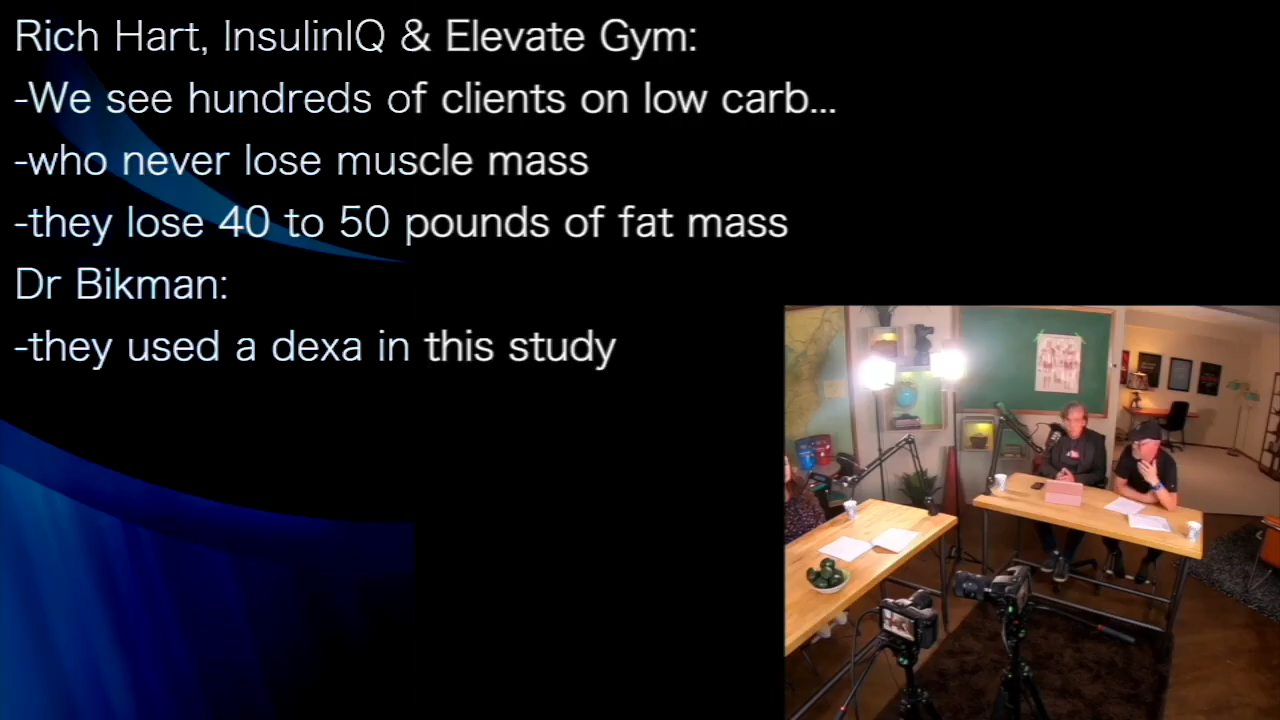 Rich Hart, InsulinIQ & Elevate Gym:
-We see hundreds of clients on low carb...
-who never lose muscle mass
-they lose 40 to 50 pounds of fat mass
Dr Bikman:
-they used a dexa in this study